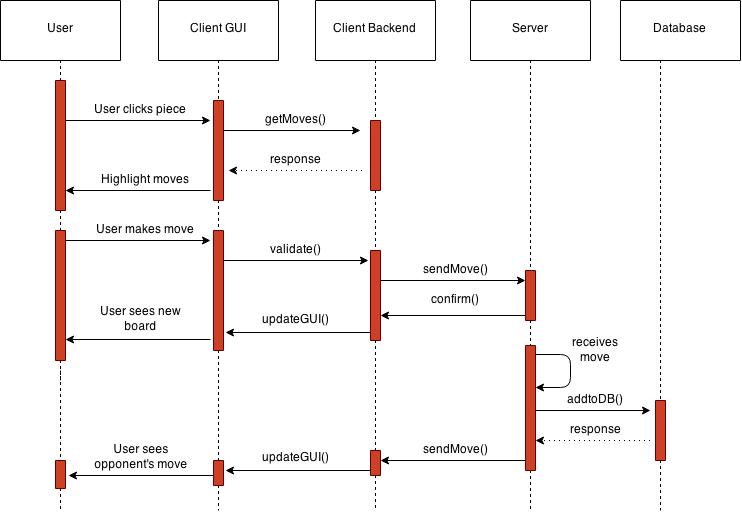 User
Client GUI
Client Backend
Server
Database
User clicks piece
getMoves()
response
Highlight moves
User makes move
validate()
sendMove()
confirm()
User sees new
board
updateGUI()
receives
move
addtoDB()
response
sendMove()
updateGUI()
User sees
opponent's move